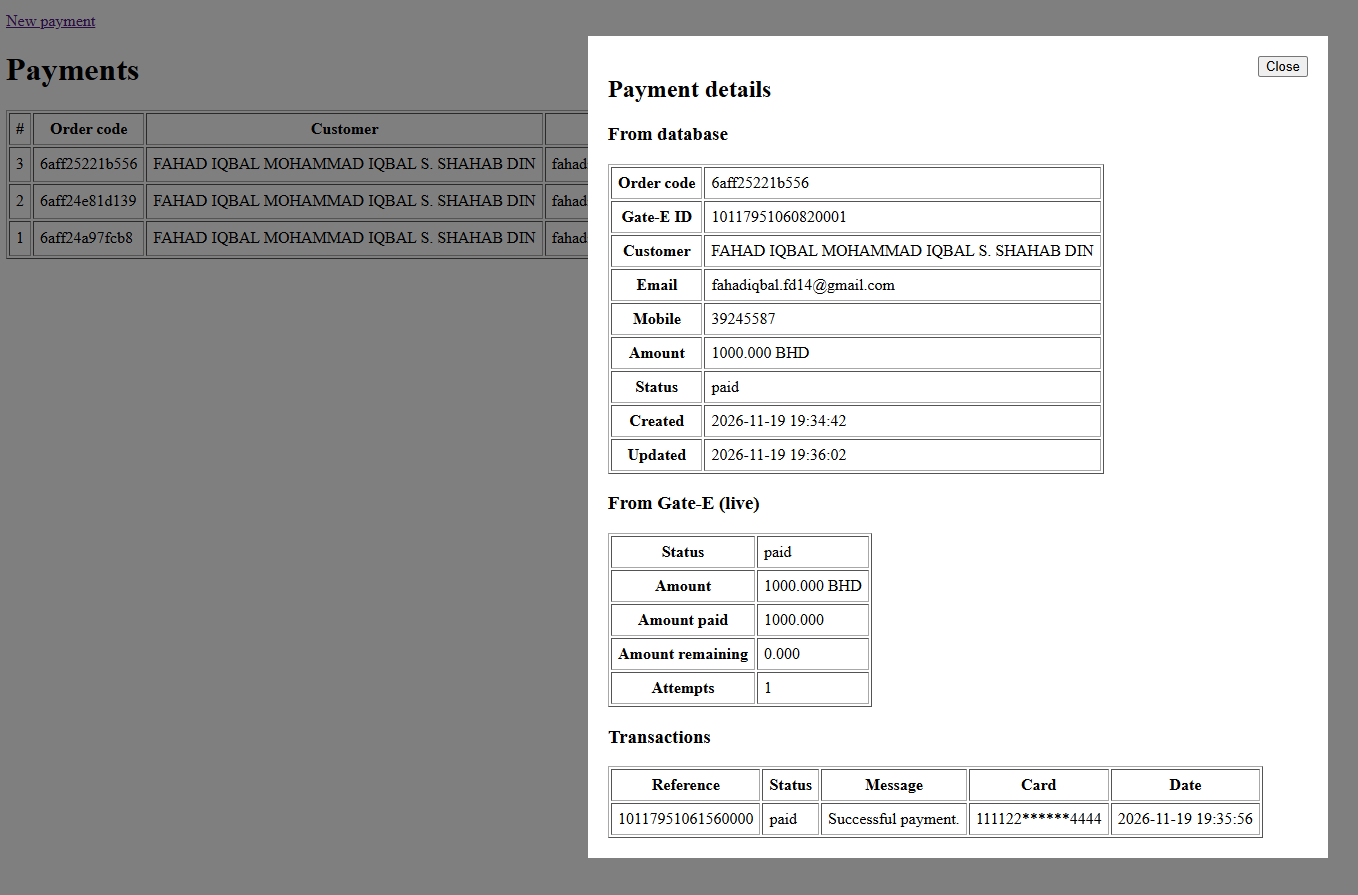 New payment
Payments
# Order code Customer
3 6aff25221b556 FAHAD IQBAL MOHAMMAD IQBAL S. SHAHAB DIN fahad
2 6aff24e81d139 FAHAD IQBAL MOHAMMAD IQBAL S. SHAHAB DIN fahad
1 6aff24a97fcb8 FAHAD IQBAL MOHAMMAD IQBAL S. SHAHAB DIN fahad
Close
Payment details
From database
Order code 6aff25221b556
Gate-E ID 10117951060820001
Customer FAHAD IQBAL MOHAMMAD IQBAL S. SHAHAB DIN
Email fahadiqbal.fd14@gmail.com
Mobile 39245587
Amount 1000.000 BHD
Status paid
Created 2026-11-19 19:34:42
Updated 2026-11-19 19:36:02
From Gate-E (live)
Status paid
Amount 1000.000 BHD
Amount paid 1000.000
Amount remaining 0.000
Attempts 1
Transactions
Reference Status Message Card Date
10117951061560000 paid Successful payment. 111122******4444 2026-11-19 19:35:56